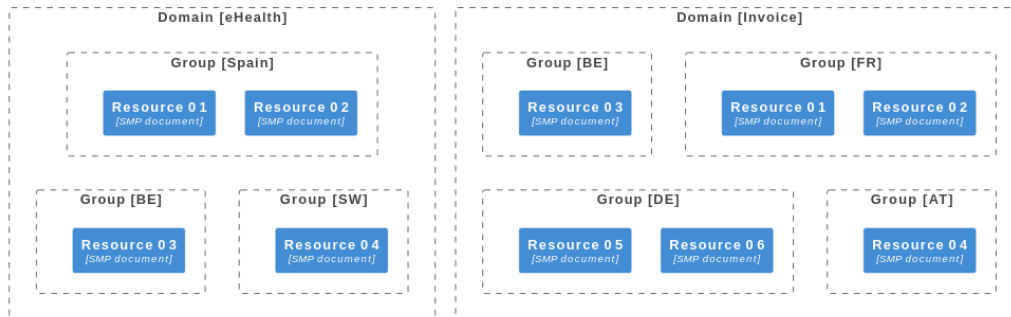 Domain [eHealth]
Group [Spain]
Resource 01
[SMP document]
Resource 02
[SMP document]
Group [BE]
Resource 03
[SMP document]
Group [SW]
Resource 04
[SMP document]
Domain [Invoice]
Group [BE]
Resource 03
[SMP document]
Group [FR]
Resource 01
[SMP document]
Resource 02
[SMP document]
Group [DE]
Resource 05
[SMP document]
Resource 06
[SMP document]
Group [AT]
Resource 04
[SMP document]